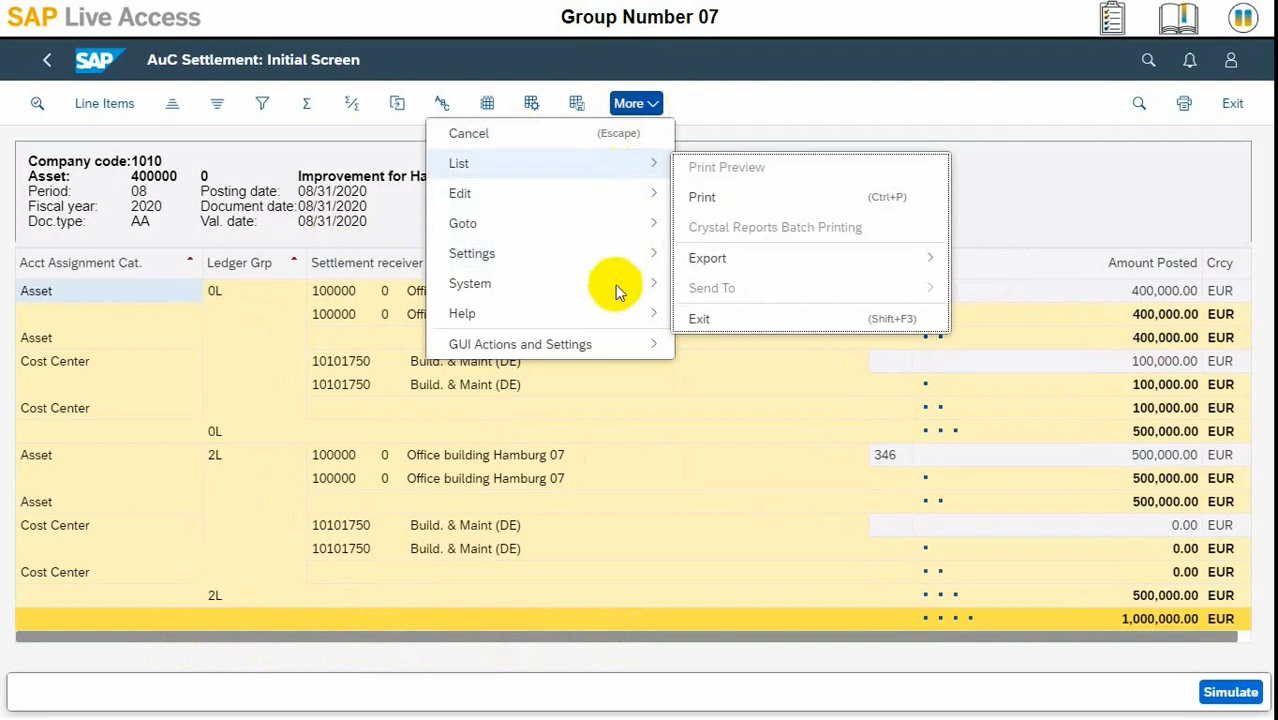 SAP Live Access
Group Number 07
SAP
AuC Settlement: Initial Screen
Line Items
More
Exit
Cancel (Escape)
List
Edit
Goto
Settings
System
Help
GUI Actions and Settings
Print Preview
Print (Ctrl+P)
Crystal Reports Batch Printing
Export
Send To
Exit (Shift+F3)
Company code:1010
Asset: 400000 0 Improvement for Ha
Period: 08 Posting date: 08/31/2020
Fiscal year: 2020 Document date: 08/31/2020
Doc.type: AA Val. date: 08/31/2020
Acct Assignment Cat. Ledger Grp Settlement receiver Amount Posted Crcy
Asset 0L 100000 0 Off 400,000.00 EUR
100000 0 Off 400,000.00 EUR
Asset 400,000.00 EUR
Cost Center 10101750 Build. & Maint (DE) 100,000.00 EUR
10101750 Build. & Maint (DE) 100,000.00 EUR
Cost Center 100,000.00 EUR
0L 500,000.00 EUR
Asset 2L 100000 0 Office building Hamburg 07 346 500,000.00 EUR
100000 0 Office building Hamburg 07 500,000.00 EUR
Asset 500,000.00 EUR
Cost Center 10101750 Build. & Maint (DE) 0.00 EUR
10101750 Build. & Maint (DE) 0.00 EUR
Cost Center 0.00 EUR
2L 500,000.00 EUR
1,000,000.00 EUR
Simulate